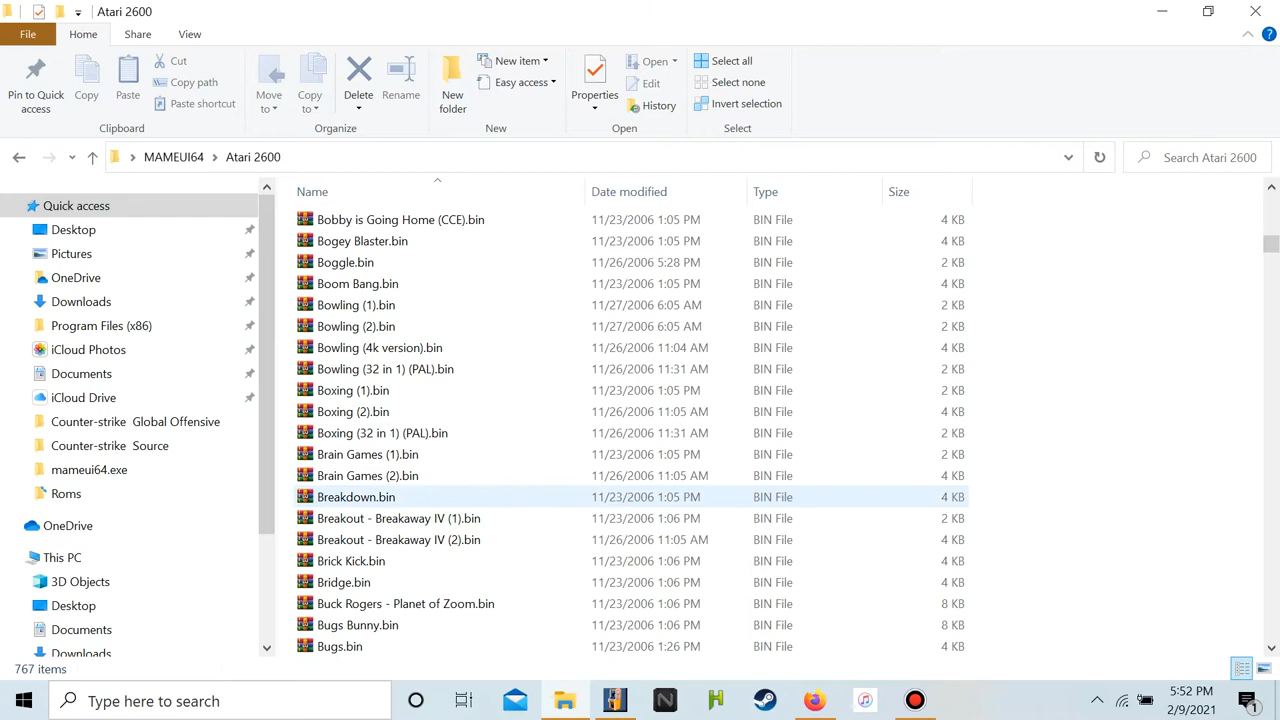 Atari 2600
File Home Share View
Pin to Quick access
Copy
Paste
Cut
Copy path
Paste shortcut
Clipboard
Move to
Copy to
Delete
Rename
Organize
New folder
New item
Easy access
New
Properties
Open
Edit
History
Open
Select all
Select none
Invert selection
Select
MAMEUI64 > Atari 2600
Search Atari 2600
Quick access
Desktop
Pictures
OneDrive
Downloads
Program Files (x86)
iCloud Photos
Documents
iCloud Drive
Counter-strike Global Offensive
Counter-strike Source
mameui64.exe
Roms
OneDrive
This PC
3D Objects
Desktop
Documents
Downloads
Name Date modified Type Size
Bobby is Going Home (CCE).bin 11/23/2006 1:05 PM BIN File 4 KB
Bogey Blaster.bin 11/23/2006 1:05 PM BIN File 4 KB
Boggle.bin 11/26/2006 5:28 PM BIN File 2 KB
Boom Bang.bin 11/23/2006 1:05 PM BIN File 4 KB
Bowling (1).bin 11/27/2006 6:05 AM BIN File 2 KB
Bowling (2).bin 11/27/2006 6:05 AM BIN File 2 KB
Bowling (4k version).bin 11/26/2006 11:04 AM BIN File 4 KB
Bowling (32 in 1) (PAL).bin 11/26/2006 11:31 AM BIN File 2 KB
Boxing (1).bin 11/23/2006 1:05 PM BIN File 2 KB
Boxing (2).bin 11/26/2006 11:05 AM BIN File 4 KB
Boxing (32 in 1) (PAL).bin 11/26/2006 11:31 AM BIN File 2 KB
Brain Games (1).bin 11/23/2006 1:05 PM BIN File 2 KB
Brain Games (2).bin 11/26/2006 11:05 AM BIN File 4 KB
Breakdown.bin 11/23/2006 1:05 PM BIN File 4 KB
Breakout - Breakaway IV (1).bin 11/23/2006 1:06 PM BIN File 2 KB
Breakout - Breakaway IV (2).bin 11/26/2006 11:05 AM BIN File 4 KB
Brick Kick.bin 11/23/2006 1:06 PM BIN File 4 KB
Bridge.bin 11/23/2006 1:06 PM BIN File 4 KB
Buck Rogers - Planet of Zoom.bin 11/23/2006 1:06 PM BIN File 8 KB
Bugs Bunny.bin 11/23/2006 1:06 PM BIN File 8 KB
Bugs.bin 11/23/2006 1:26 PM BIN File 4 KB
767 items
Type here to search
5:52 PM
2/9/2021
1